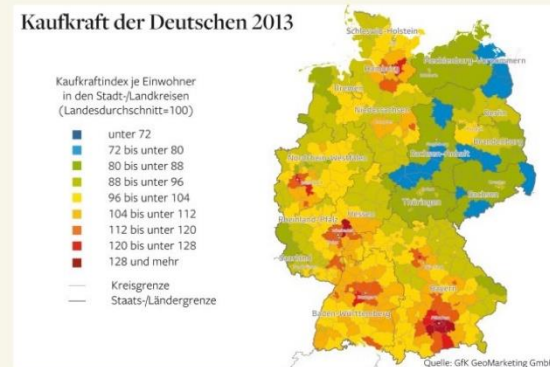 Kaufkraft der Deutschen 2013
Kaufkraftindex je Einwohner
in den Stadt-/Landkreisen
(Landesdurchschnitt=100)
unter 72
72 bis unter 80
80 bis unter 88
88 bis unter 96
96 bis unter 104
104 bis unter 112
112 bis unter 120
120 bis unter 128
128 und mehr
Kreisgrenze
Staats-/Ländergrenze
Schleswig-Holstein
Mecklenburg-Vorpommern
Hamburg
Bremen
Niedersachsen
Berlin
Brandenburg
Sachsen-Anhalt
Nordrhein-Westfalen
Sachsen
Thüringen
Hessen
Rheinland-Pfalz
Saarland
Bayern
Baden-Württemberg
Quelle: GfK GeoMarketing GmbH